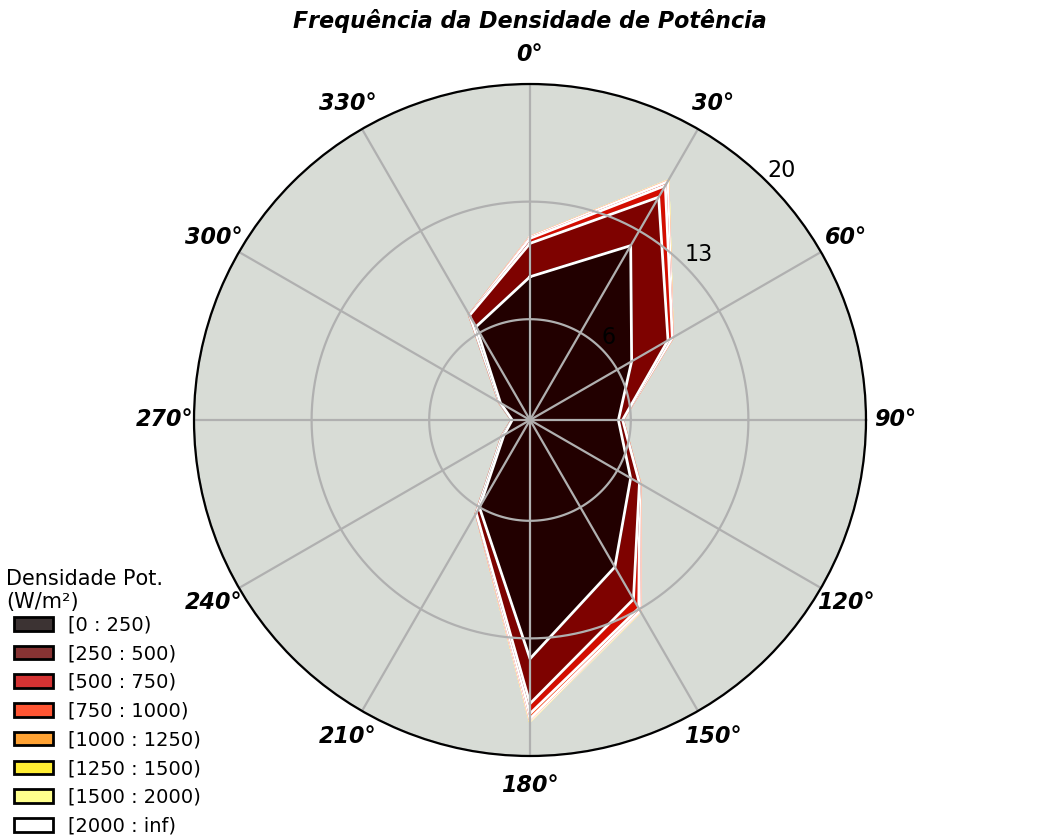 Frequência da Densidade de Potência
0°
330°
30°
20
300°
60°
13
6
270°
90°
240°
120°
210°
150°
180°
Densidade Pot.
(W/m²)
[0 : 250)
[250 : 500)
[500 : 750)
[750 : 1000)
[1000 : 1250)
[1250 : 1500)
[1500 : 2000)
[2000 : inf)